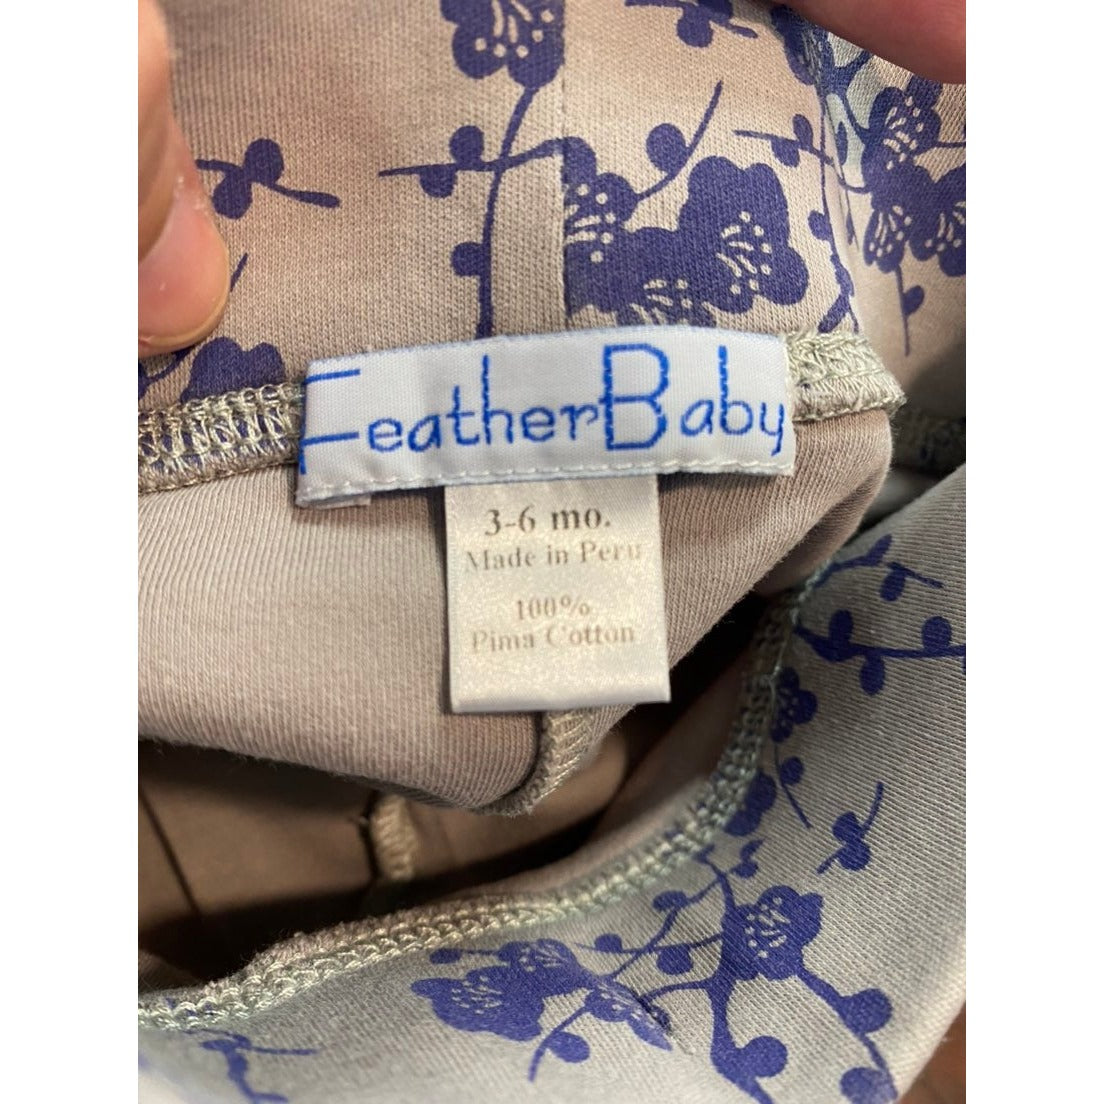 FeatherBaby
3-6 mo.
Made in Peru
100%
Pima Cotton